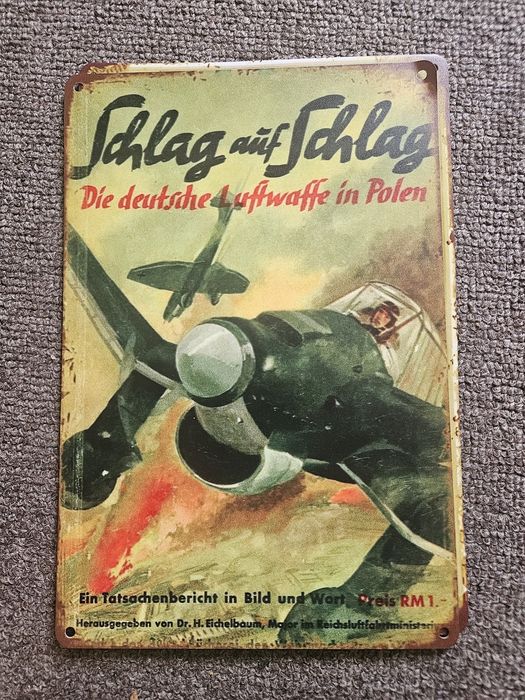 Schlag auf Schlag
Die deutsche Luftwaffe in Polen
Ein Tatsachenbericht in Bild und Wort Preis RM 1.-
Herausgegeben von Dr. H. Eichelbaum, Major im Reichsluftfahrtministerium